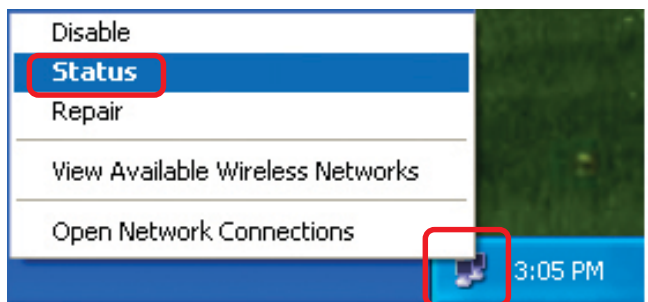 Disable
Status
Repair
View Available Wireless Networks
Open Network Connections
3:05 PM